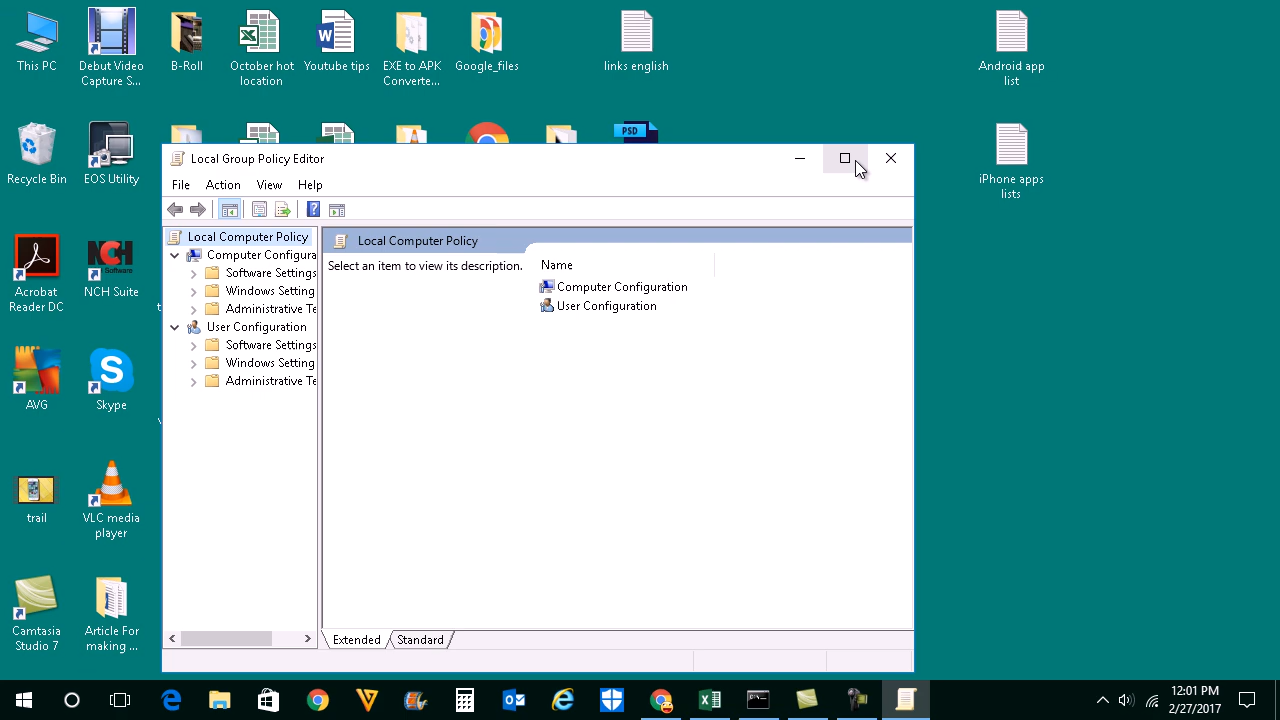 This PC
Debut Video
Capture S...
B-Roll
October hot
location
Youtube tips
EXE to APK
Converte...
Google_files
links english
Android app
list
PSD
Recycle Bin
EOS Utility
iPhone apps
lists
Local Group Policy Editor
File Action View Help
Local Computer Policy
Computer Configura
Software Settings
Windows Setting
Administrative Te
User Configuration
Software Settings
Windows Setting
Administrative Te
Local Computer Policy
Select an item to view its description.
Name
Computer Configuration
User Configuration
Extended Standard
Acrobat
Reader DC
NCH
Software
NCH Suite
AVG
Skype
trail
VLC media
player
Camtasia
Studio 7
Article For
making ...
12:01 PM
2/27/2017